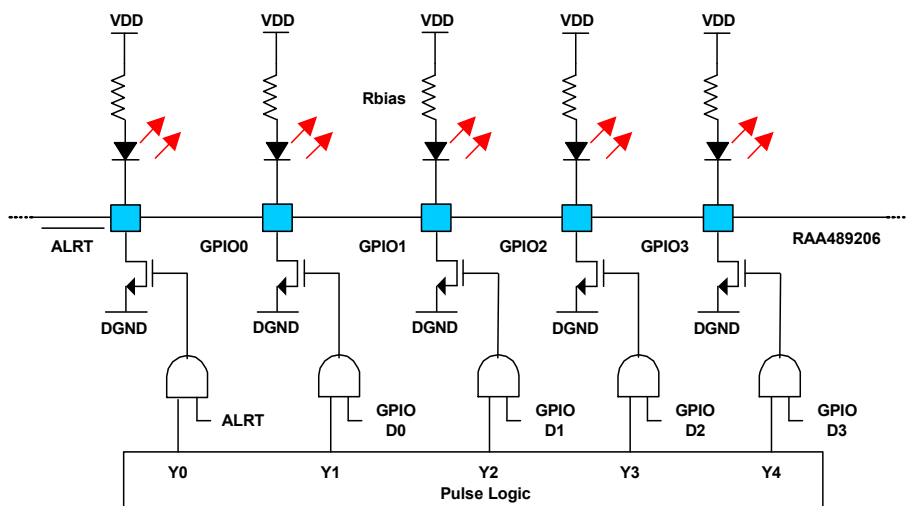 VDD VDD VDD VDD VDD
Rbias
ALRT GPIO0 GPIO1 GPIO2 GPIO3 RAA489206
DGND DGND DGND DGND DGND
ALRT GPIO GPIO GPIO GPIO
D0 D1 D2 D3
Y0 Y1 Y2 Y3 Y4
Pulse Logic